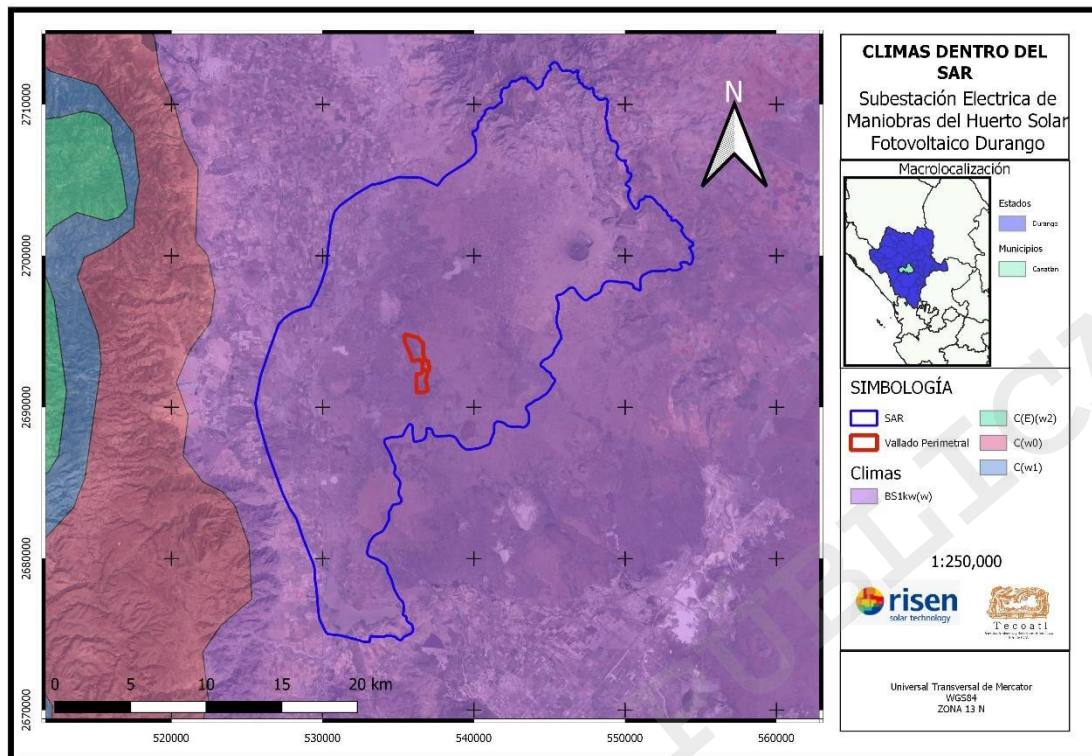 CLIMAS DENTRO DEL
SAR
Subestación Electrica de
Maniobras del Huerto Solar
Fotovoltaico Durango
Macrolocalización
Estados
Durango
Municipios
Canatlan
SIMBOLOGÍA
SAR
Vallado Perimetral
Climas
BS1kw(w)
C(E)(w2)
C(w0)
C(w1)
1:250,000
risen
solar technology
Tecoatl
Universal Transversal de Mercator
WGS84
ZONA 13 N
N
2710000
2700000
2690000
2680000
2670000
0 5 10 15 20 km
520000 530000 540000 550000 560000